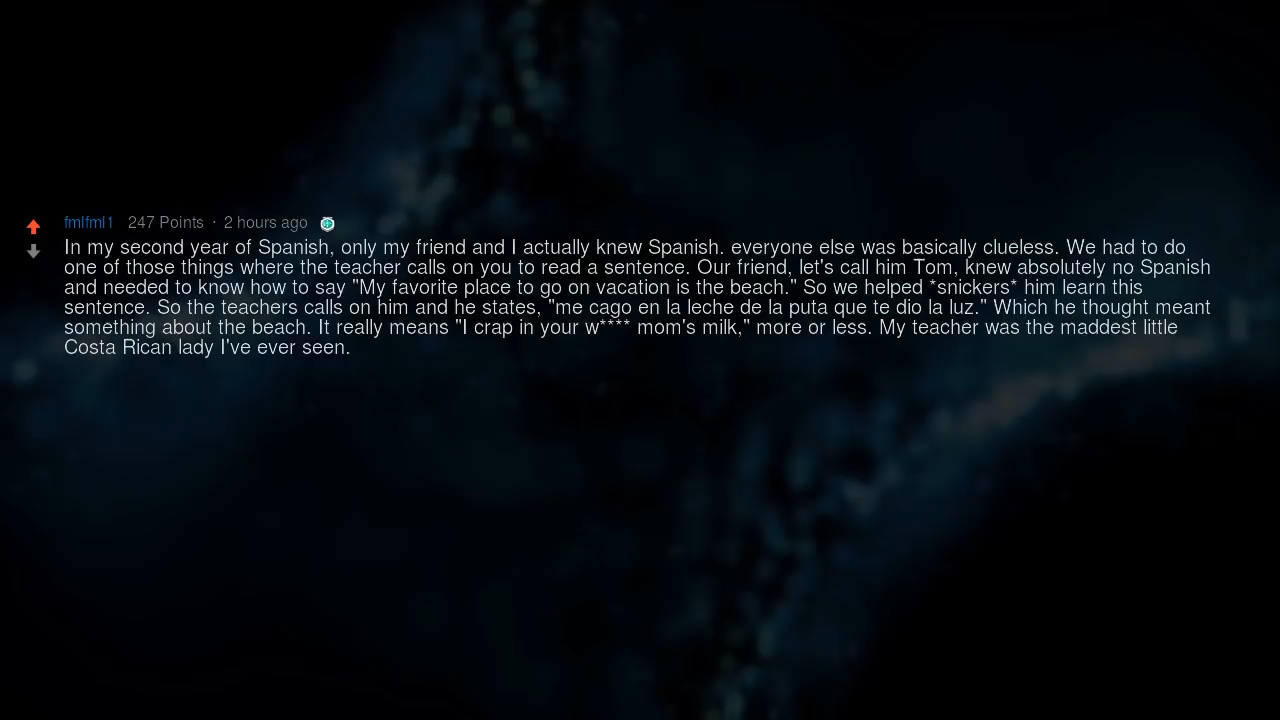 fmlfml1 247 Points · 2 hours ago
In my second year of Spanish, only my friend and I actually knew Spanish. everyone else was basically clueless. We had to do
one of those things where the teacher calls on you to read a sentence. Our friend, let's call him Tom, knew absolutely no Spanish
and needed to know how to say "My favorite place to go on vacation is the beach." So we helped *snickers* him learn this
sentence. So the teachers calls on him and he states, "me cago en la leche de la puta que te dio la luz." Which he thought meant
something about the beach. It really means "I crap in your w**** mom's milk," more or less. My teacher was the maddest little
Costa Rican lady I've ever seen.